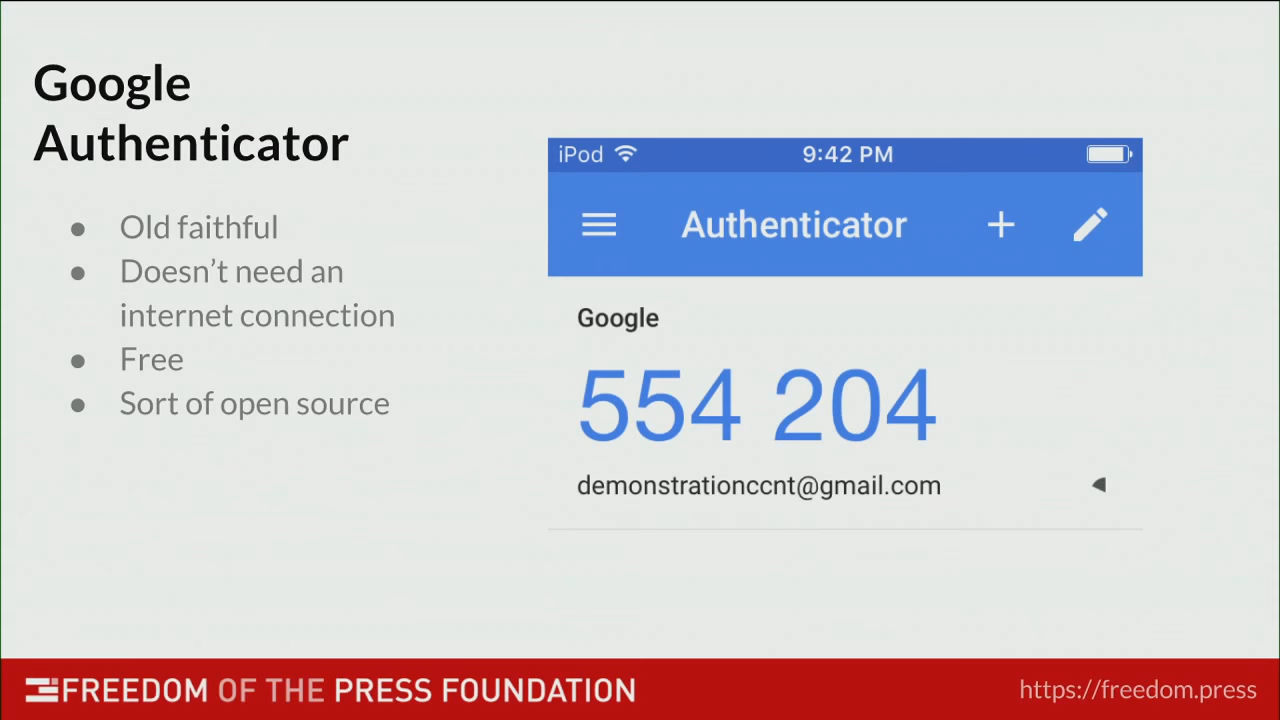 Google
Authenticator
● Old faithful
● Doesn’t need an
internet connection
● Free
● Sort of open source
iPod 9:42 PM
Authenticator
Google
554 204
demonstrationccnt@gmail.com
FREEDOM OF THE PRESS FOUNDATION
https://freedom.press